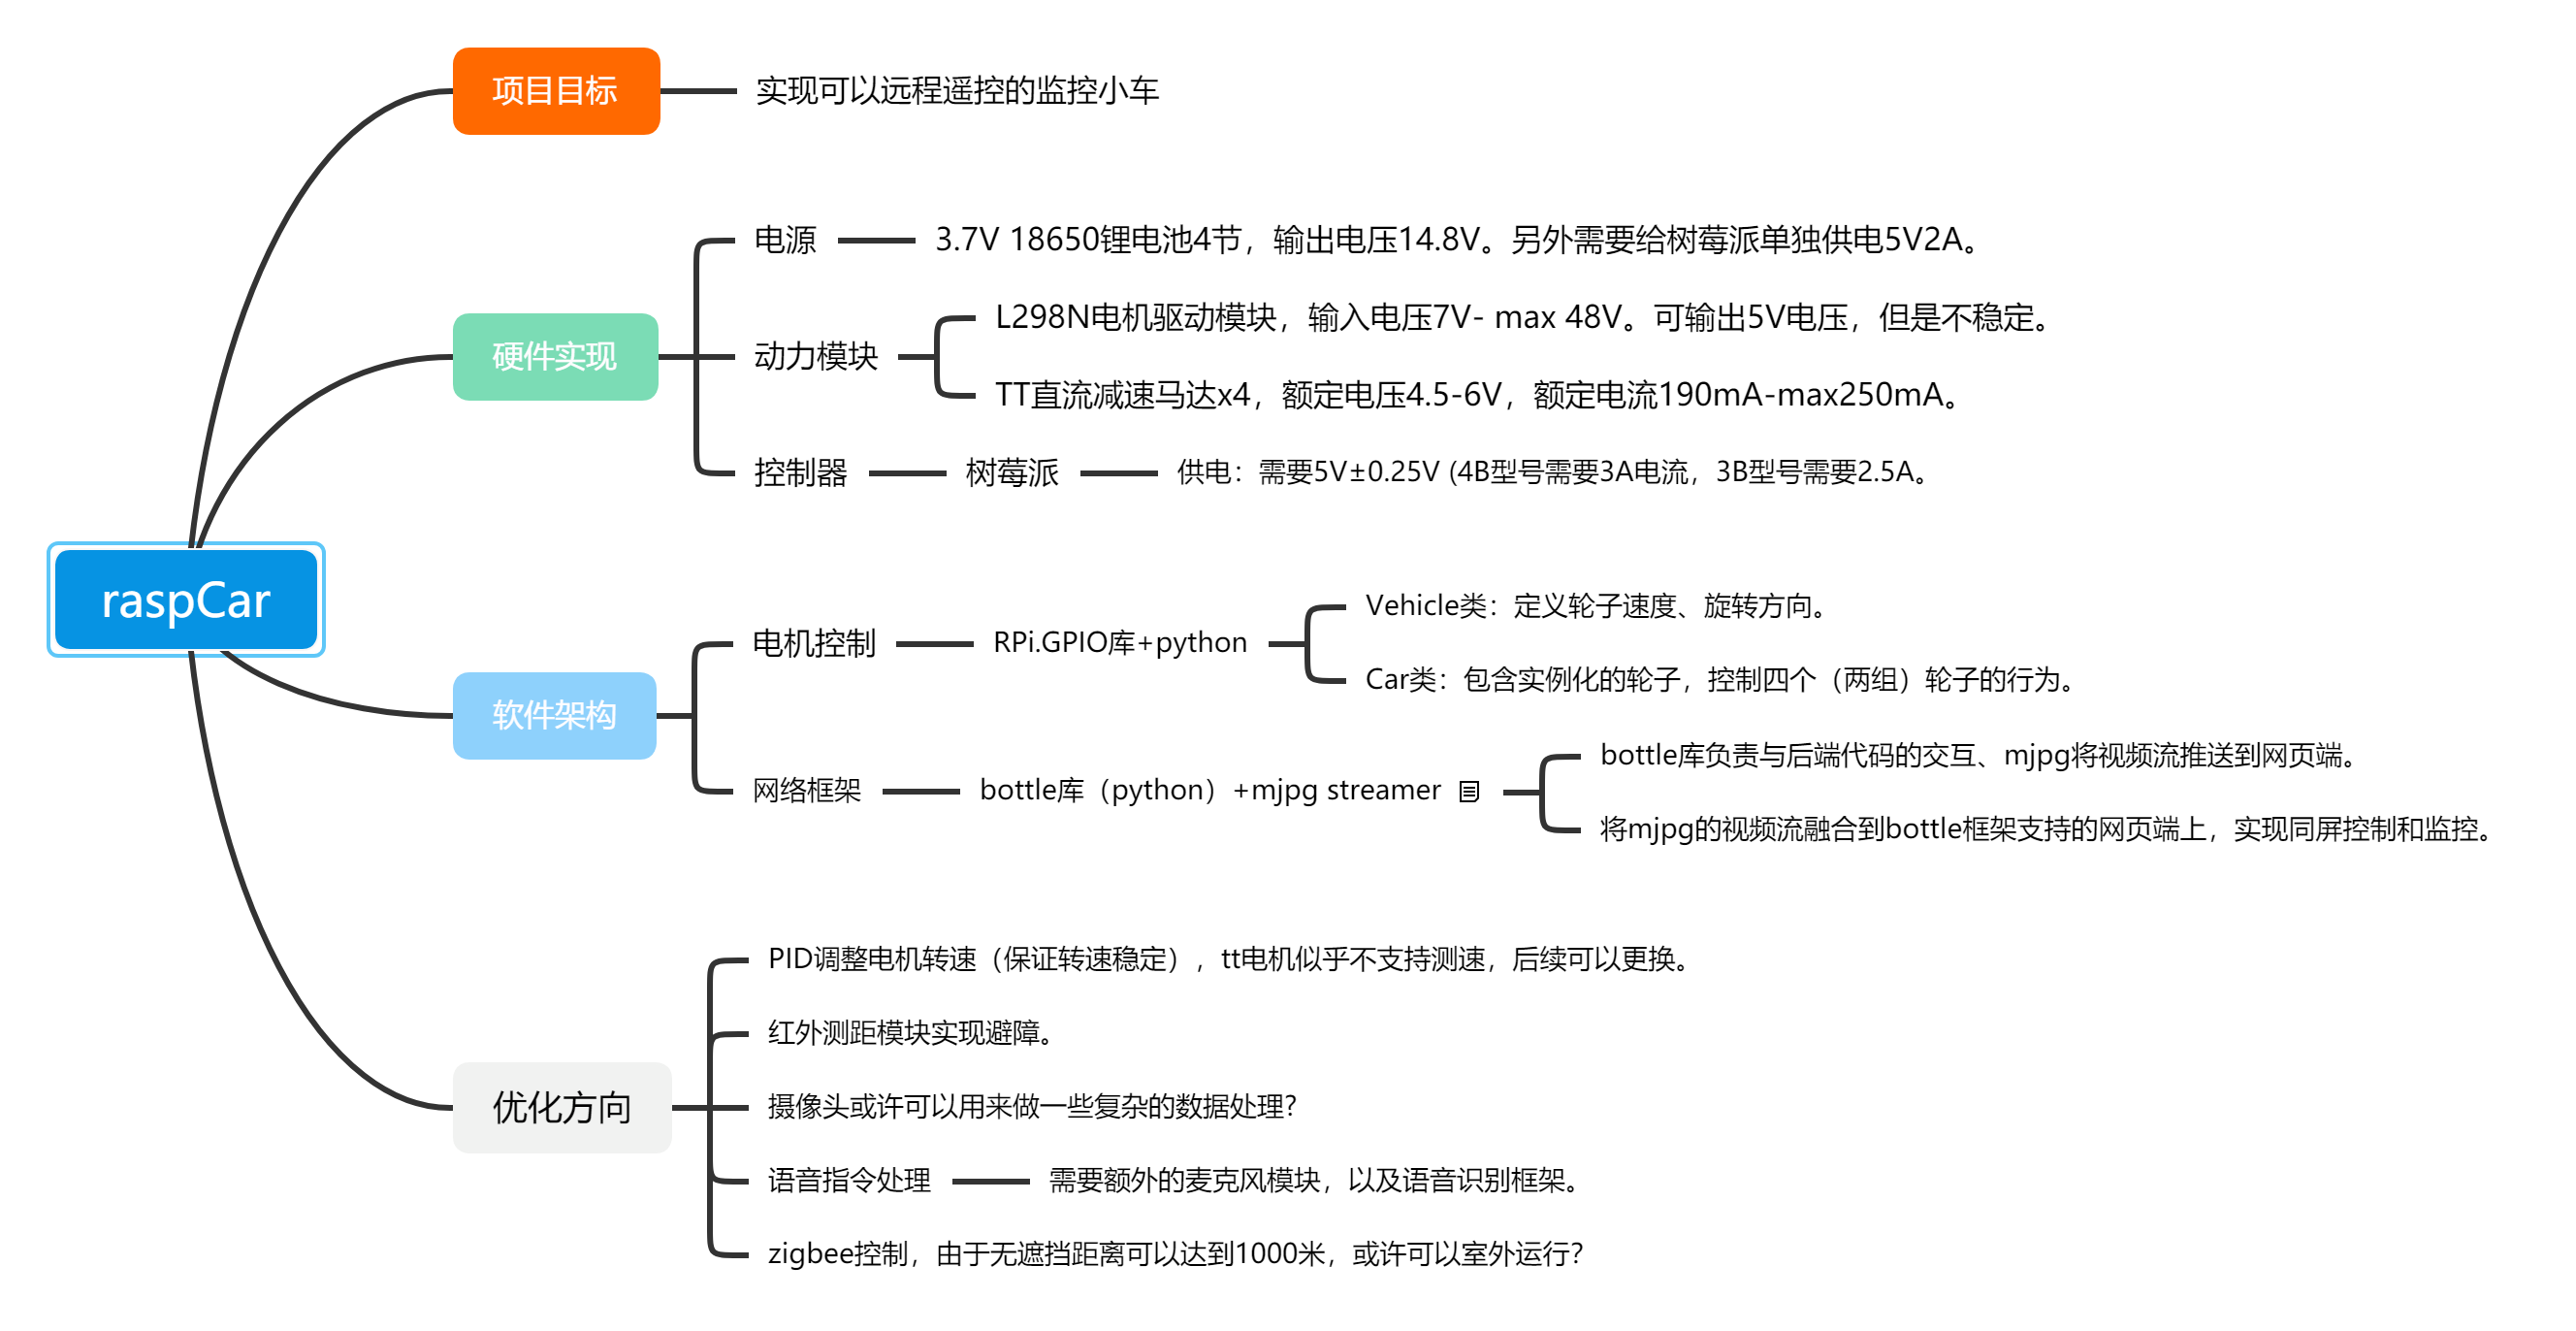 项目目标
实现可以远程遥控的监控小车
电源
3.7V 18650锂电池4节，输出电压14.8V。另外需要给树莓派单独供电5V2A。
硬件实现
动力模块
L298N电机驱动模块，输入电压7V- max 48V。可输出5V电压，但是不稳定。
TT直流减速马达x4，额定电压4.5-6V，额定电流190mA-max250mA。
控制器
树莓派
供电：需要5V±0.25V (4B型号需要3A电流，3B型号需要2.5A。
raspCar
软件架构
电机控制
RPi.GPIO库+python
Vehicle类：定义轮子速度、旋转方向。
Car类：包含实例化的轮子，控制四个（两组）轮子的行为。
网络框架
bottle库（python）+mjpg streamer
bottle库负责与后端代码的交互、mjpg将视频流推送到网页端。
将mjpg的视频流融合到bottle框架支持的网页端上，实现同屏控制和监控。
优化方向
PID调整电机转速（保证转速稳定），tt电机似乎不支持测速，后续可以更换。
红外测距模块实现避障。
摄像头或许可以用来做一些复杂的数据处理？
语音指令处理
需要额外的麦克风模块，以及语音识别框架。
zigbee控制，由于无遮挡距离可以达到1000米，或许可以室外运行？